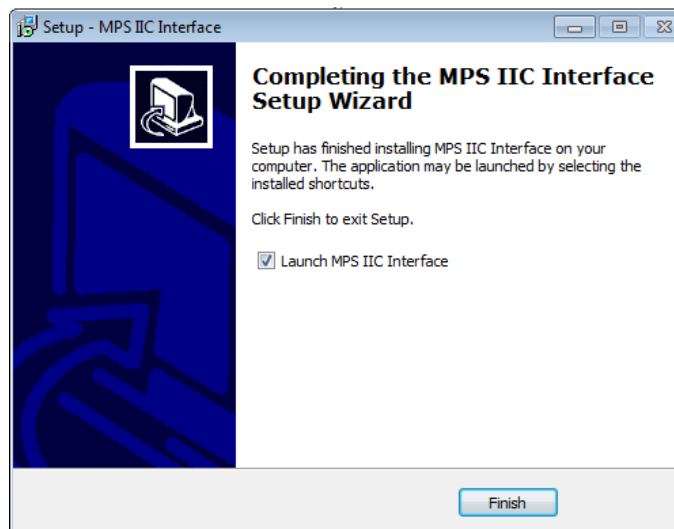 Setup - MPS IIC Interface
Completing the MPS IIC Interface
Setup Wizard
Setup has finished installing MPS IIC Interface on your
computer. The application may be launched by selecting the
installed shortcuts.
Click Finish to exit Setup.
Launch MPS IIC Interface
Finish